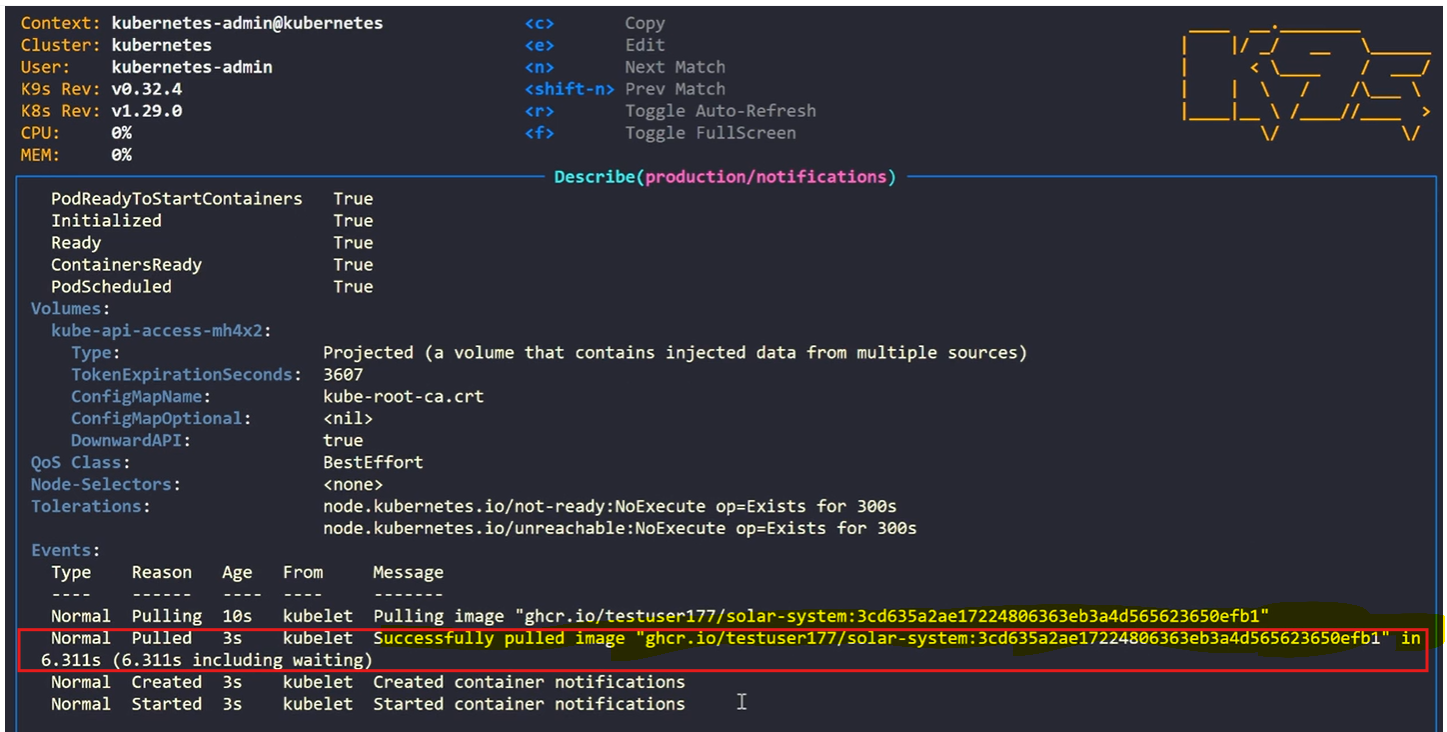 Context: kubernetes-admin@kubernetes <c> Copy
Cluster: kubernetes <e> Edit
User: kubernetes-admin <n> Next Match
K9s Rev: v0.32.4 <shift-n> Prev Match
K8s Rev: v1.29.0 <r> Toggle Auto-Refresh
CPU: 0% <f> Toggle FullScreen
MEM: 0%
K9s
Describe(production/notifications)
PodReadyToStartContainers True
Initialized True
Ready True
ContainersReady True
PodScheduled True
Volumes:
kube-api-access-mh4x2:
Type: Projected (a volume that contains injected data from multiple sources)
TokenExpirationSeconds: 3607
ConfigMapName: kube-root-ca.crt
ConfigMapOptional: <nil>
DownwardAPI: true
QoS Class: BestEffort
Node-Selectors: <none>
Tolerations: node.kubernetes.io/not-ready:NoExecute op=Exists for 300s
node.kubernetes.io/unreachable:NoExecute op=Exists for 300s
Events:
Type Reason Age From Message
---- ------ ---- ---- -------
Normal Pulling 10s kubelet Pulling image "ghcr.io/testuser177/solar-system:3cd635a2ae17224806363eb3a4d565623650efb1"
Normal Pulled 3s kubelet Successfully pulled image "ghcr.io/testuser177/solar-system:3cd635a2ae17224806363eb3a4d565623650efb1" in
6.311s (6.311s including waiting)
Normal Created 3s kubelet Created container notifications
Normal Started 3s kubelet Started container notifications